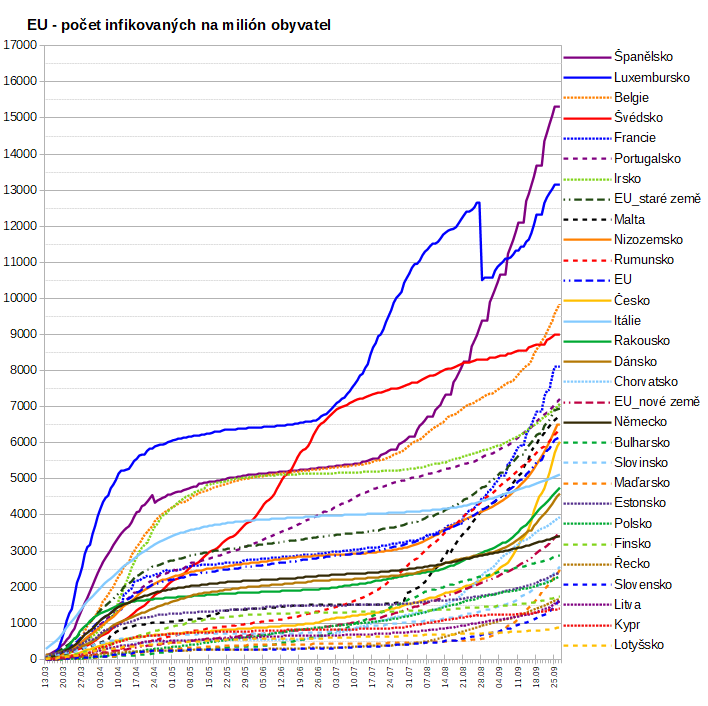 EU - počet infikovaných na milión obyvatel
17000
16000
15000
14000
13000
12000
11000
10000
9000
8000
7000
6000
5000
4000
3000
2000
1000
0
13.03
20.03
27.03
03.04
10.04
17.04
24.04
01.05
08.05
15.05
22.05
29.05
05.06
12.06
19.06
26.06
03.07
10.07
17.07
24.07
31.07
07.08
14.08
21.08
28.08
04.09
11.09
18.09
25.09
Španělsko
Luxembursko
Belgie
Švédsko
Francie
Portugalsko
Irsko
EU_staré země
Malta
Nizozemsko
Rumunsko
EU
Česko
Itálie
Rakousko
Dánsko
Chorvatsko
EU_nové země
Německo
Bulharsko
Slovinsko
Maďarsko
Estonsko
Polsko
Finsko
Řecko
Slovensko
Litva
Kypr
Lotyšsko